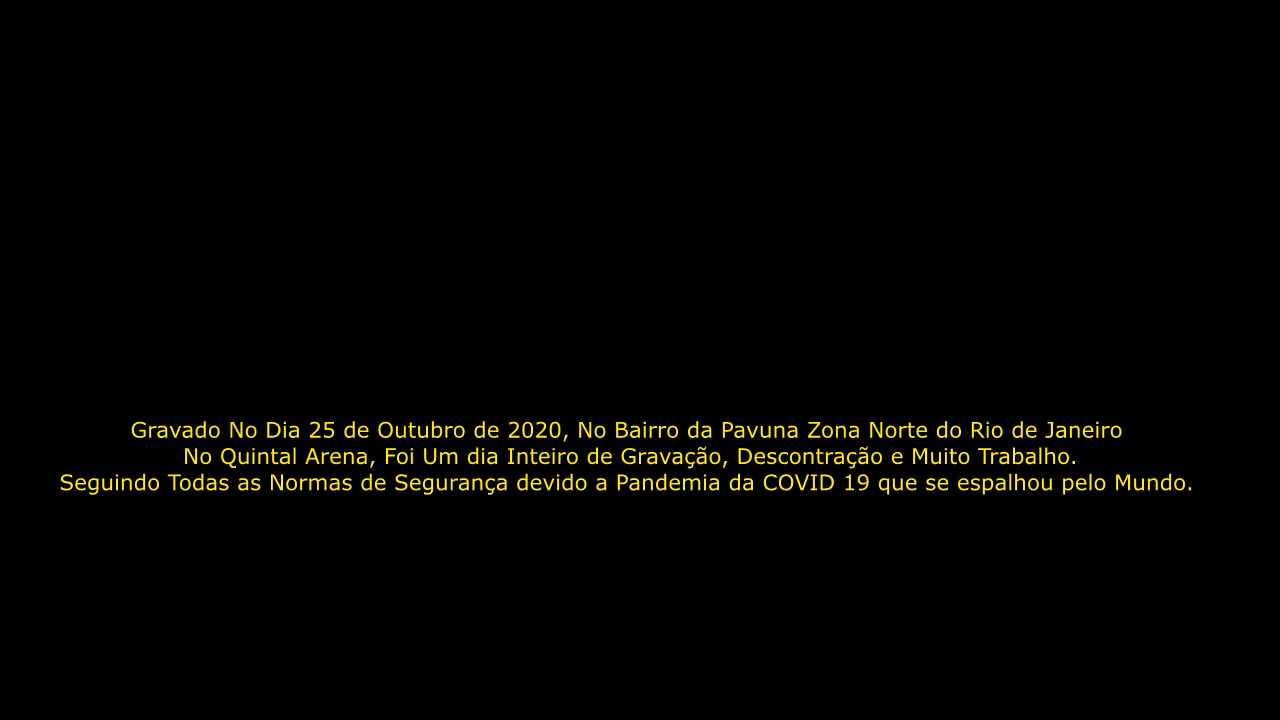 Gravado No Dia 25 de Outubro de 2020, No Bairro da Pavuna Zona Norte do Rio de Janeiro
No Quintal Arena, Foi Um dia Inteiro de Gravação, Descontração e Muito Trabalho.
Seguindo Todas as Normas de Segurança devido a Pandemia da COVID 19 que se espalhou pelo Mundo.